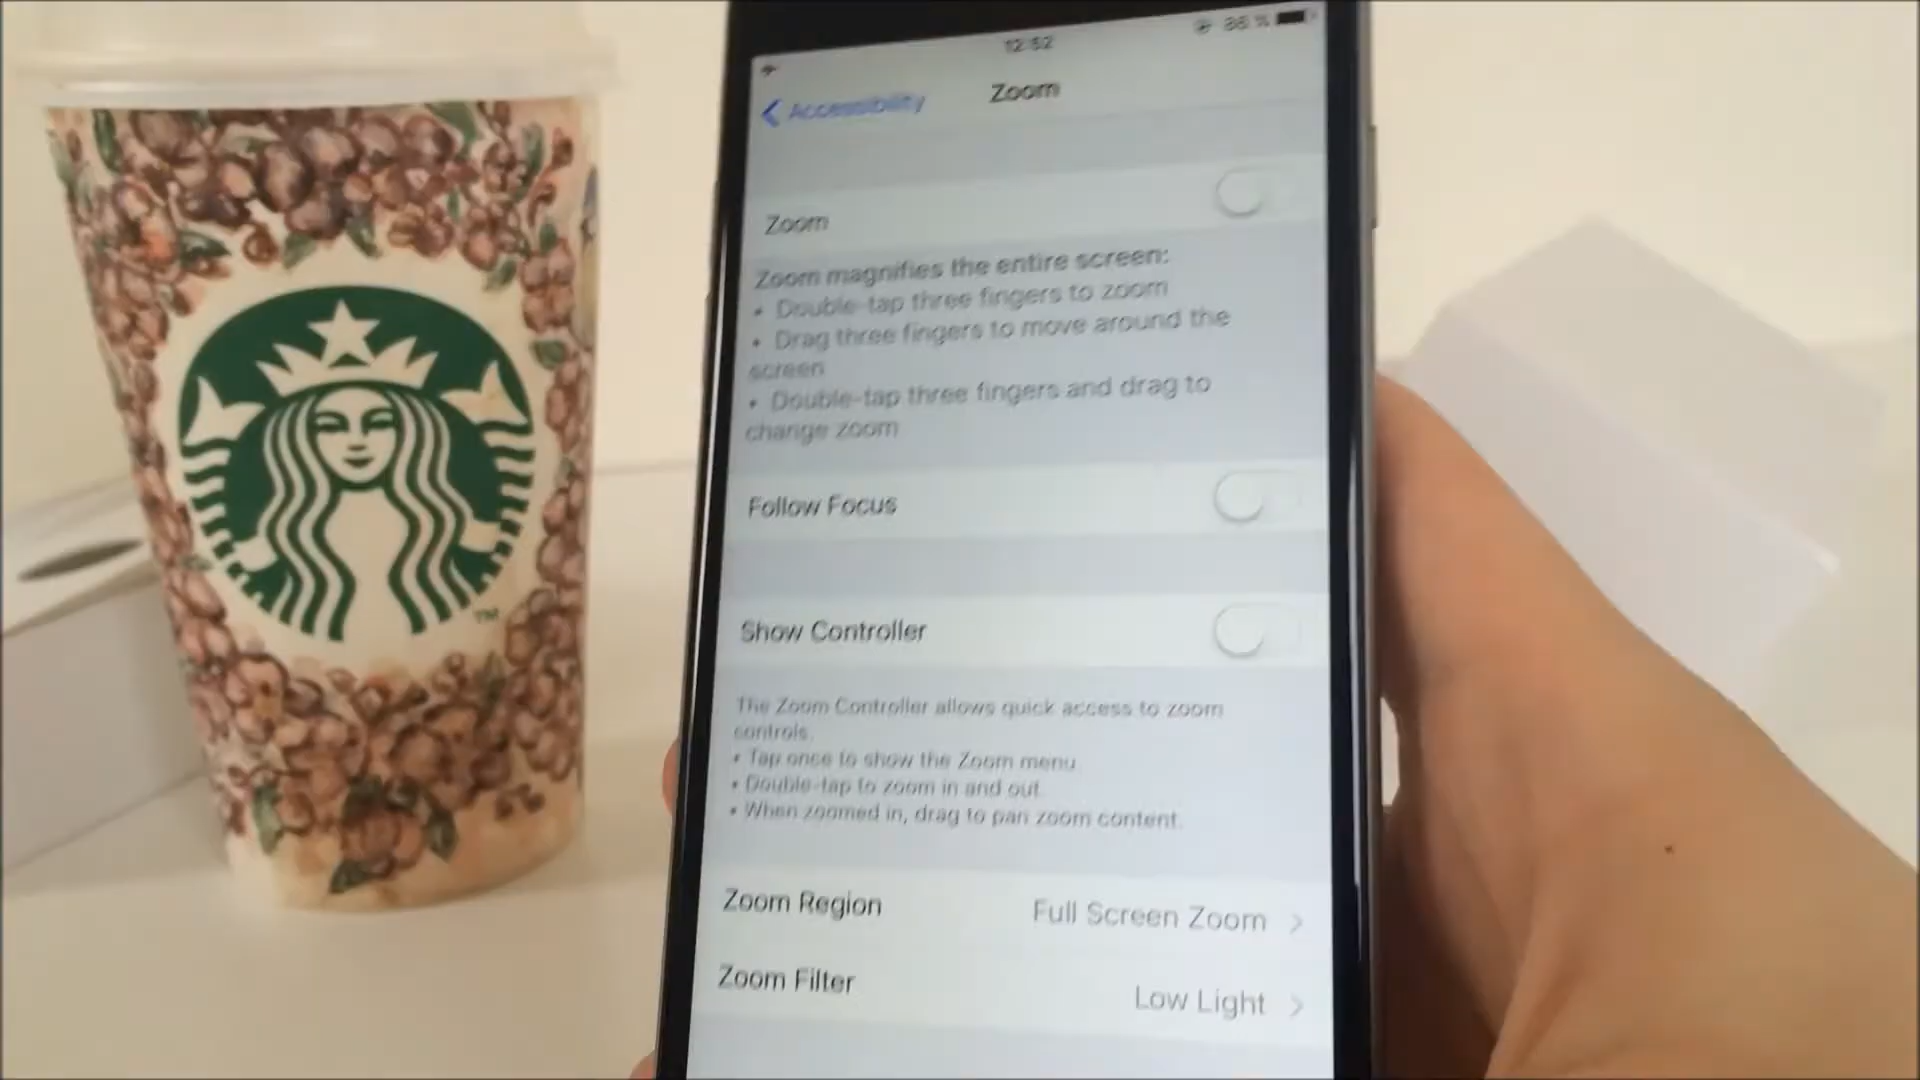 12:52
86 %
Accessibility
Zoom
Zoom
Zoom magnifies the entire screen:
• Double-tap three fingers to zoom
• Drag three fingers to move around the
screen
• Double-tap three fingers and drag to
change zoom
Follow Focus
Show Controller
The Zoom Controller allows quick access to zoom
controls.
• Tap once to show the Zoom menu.
• Double-tap to zoom in and out.
• When zoomed in, drag to pan zoom content.
Zoom Region
Full Screen Zoom
Zoom Filter
Low Light
TM